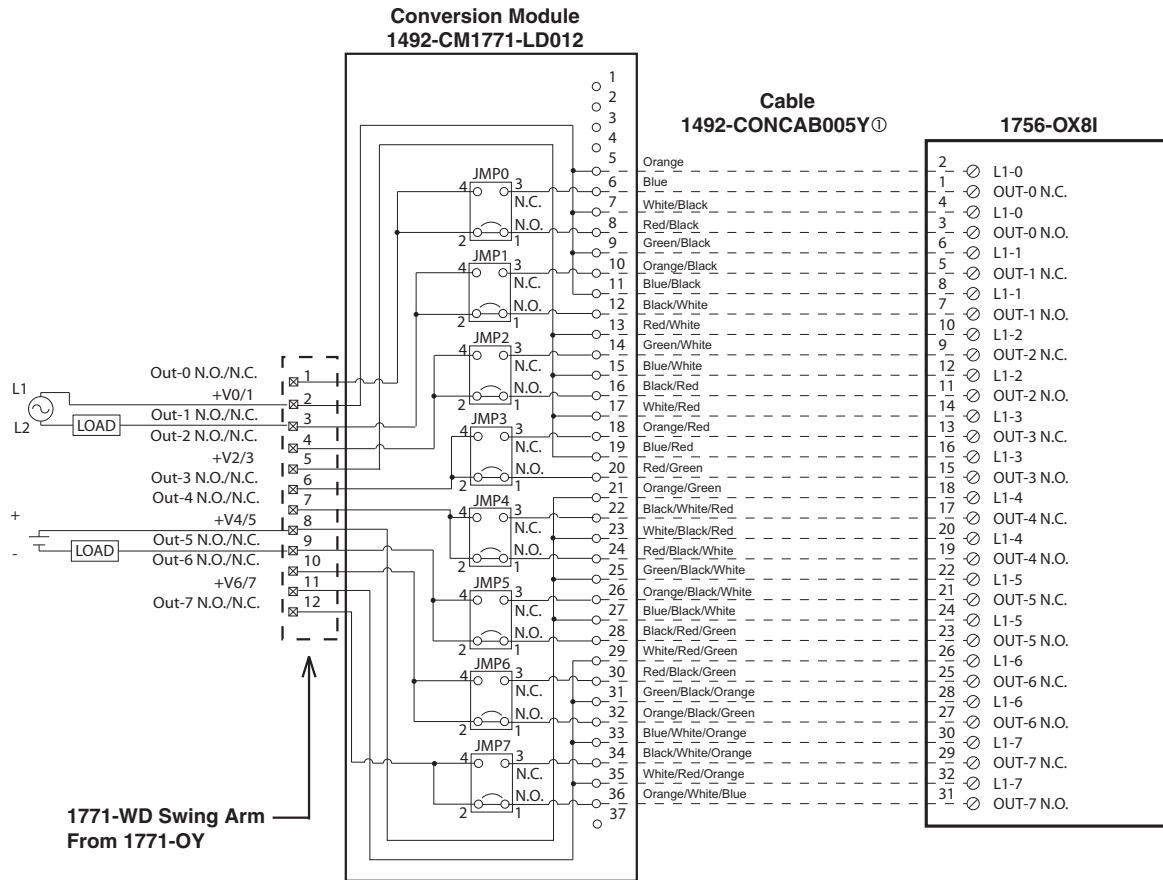 Conversion Module
1492-CM1771-LD012
Cable
1492-CONCAB005Y①
1756-OX8I
1
2
3
4
5 Orange 2 L1-0
6 Blue 1 OUT-0 N.C.
7 White/Black 4 L1-0
8 Red/Black 3 OUT-0 N.O.
9 Green/Black 6 L1-1
10 Orange/Black 5 OUT-1 N.C.
11 Blue/Black 8 L1-1
12 Black/White 7 OUT-1 N.O.
13 Red/White 10 L1-2
14 Green/White 9 OUT-2 N.C.
15 Blue/White 12 L1-2
16 Black/Red 11 OUT-2 N.O.
17 White/Red 14 L1-3
18 Orange/Red 13 OUT-3 N.C.
19 Blue/Red 16 L1-3
20 Red/Green 15 OUT-3 N.O.
21 Orange/Green 18 L1-4
22 Black/White/Red 17 OUT-4 N.C.
23 White/Black/Red 20 L1-4
24 Red/Black/White 19 OUT-4 N.O.
25 Green/Black/White 22 L1-5
26 Orange/Black/White 21 OUT-5 N.C.
27 Blue/Black/White 24 L1-5
28 Black/Red/Green 23 OUT-5 N.O.
29 White/Red/Green 26 L1-6
30 Red/Black/Green 25 OUT-6 N.C.
31 Green/Black/Orange 28 L1-6
32 Orange/Black/Green 27 OUT-6 N.O.
33 Blue/White/Orange 30 L1-7
34 Black/White/Orange 29 OUT-7 N.C.
35 White/Red/Orange 32 L1-7
36 Orange/White/Blue 31 OUT-7 N.O.
37
JMP0
4 3
N.C.
N.O.
2 1
JMP1
4 3
N.C.
N.O.
2 1
JMP2
4 3
N.C.
N.O.
2 1
JMP3
4 3
N.C.
N.O.
2 1
JMP4
4 3
N.C.
N.O.
2 1
JMP5
4 3
N.C.
N.O.
2 1
JMP6
4 3
N.C.
N.O.
2 1
JMP7
4 3
N.C.
N.O.
2 1
Out-0 N.O./N.C. 1
+V0/1 2
Out-1 N.O./N.C. 3
Out-2 N.O./N.C. 4
+V2/3 5
Out-3 N.O./N.C. 6
Out-4 N.O./N.C. 7
+V4/5 8
Out-5 N.O./N.C. 9
Out-6 N.O./N.C. 10
+V6/7 11
Out-7 N.O./N.C. 12
L1
L2 LOAD
+
- LOAD
1771-WD Swing Arm
From 1771-OY